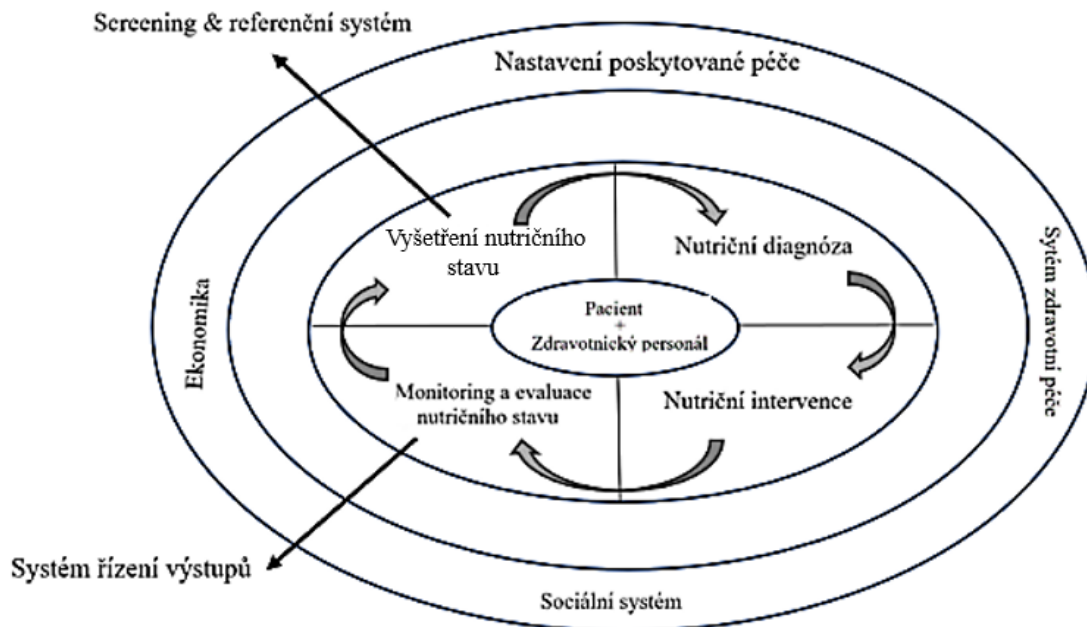 Screening & referenční systém
Nastavení poskytované péče
Vyšetření nutričního
stavu
Nutriční diagnóza
Ekonomika
Pacient
+
Zdravotnický personál
Sytém zdravotní péče
Monitoring a evaluace
nutričního stavu
Nutriční intervence
Systém řízení výstupů
Sociální systém